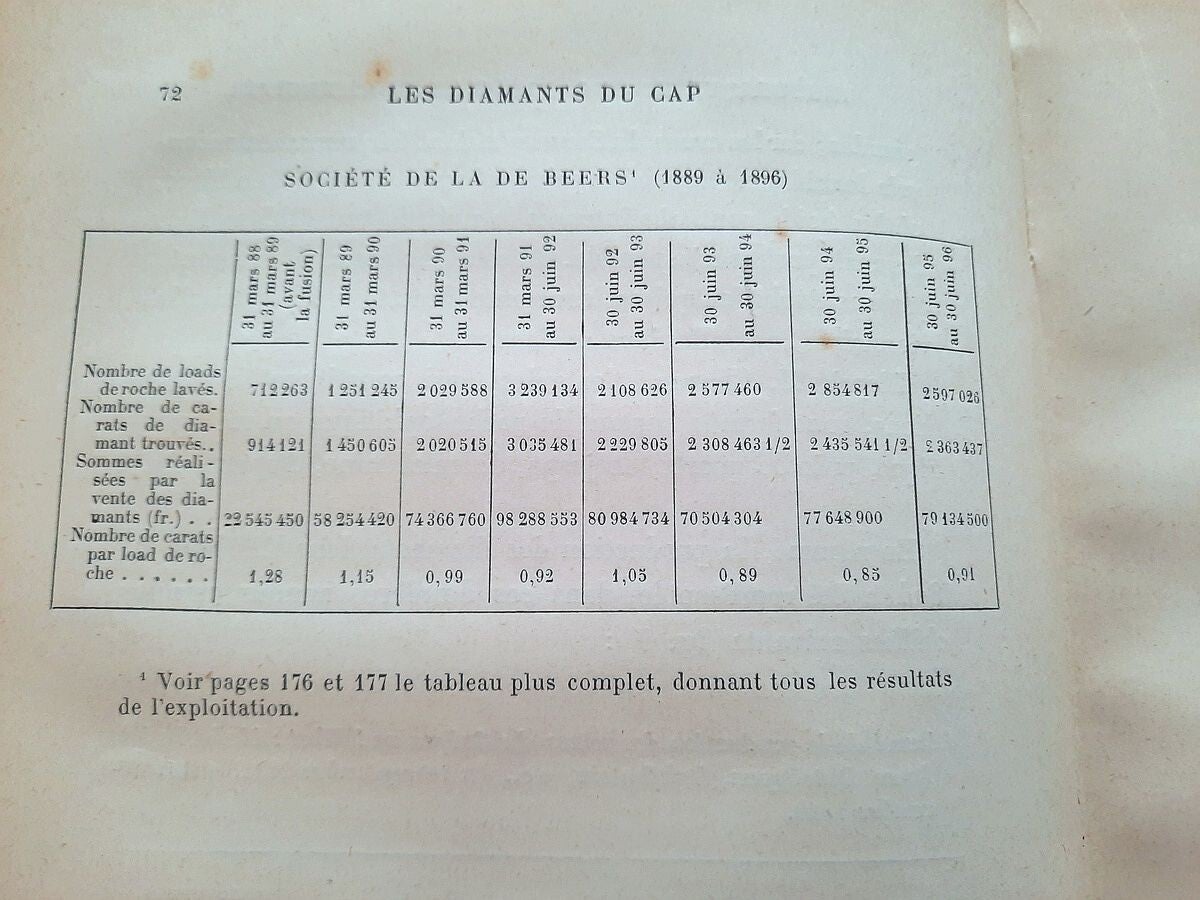 72 LES DIAMANTS DU CAP
SOCIÉTÉ DE LA DE BEERS¹ (1889 à 1896)
31 mars 88
au 31 mars 89
(avant
la fusion)
31 mars 89
au 31 mars 90
31 mars 90
au 31 mars 91
31 mars 91
au 30 juin 92
30 juin 92
au 30 juin 93
30 juin 93
au 30 juin 94
30 juin 94
au 30 juin 95
30 juin 95
au 30 juin 96
Nombre de loads
de roche lavés. 712 263 1 251 245 2 029 588 3 239 134 2 108 626 2 577 460 2 854 817 2 597 026
Nombre de ca-
rats de dia-
mant trouvés.. 914 121 1 450 605 2 020 515 3 035 481 2 229 805 2 308 463 1/2 2 435 541 1/2 2 363 437
Sommes réali-
sées par la
vente des dia-
mants (fr.) . . 22 545 450 58 254 420 74 366 760 98 288 553 80 984 734 70 504 304 77 648 900 79 134 500
Nombre de carats
par load de ro-
che . . . . . . 1,28 1,15 0,99 0,92 1,05 0,89 0,85 0,91
¹ Voir pages 176 et 177 le tableau plus complet, donnant tous les résultats
de l'exploitation.